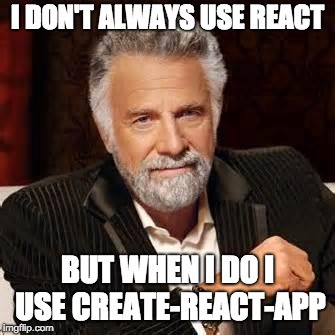 I DON'T ALWAYS USE REACT
BUT WHEN I DO I
USE CREATE-REACT-APP
imgflip.com